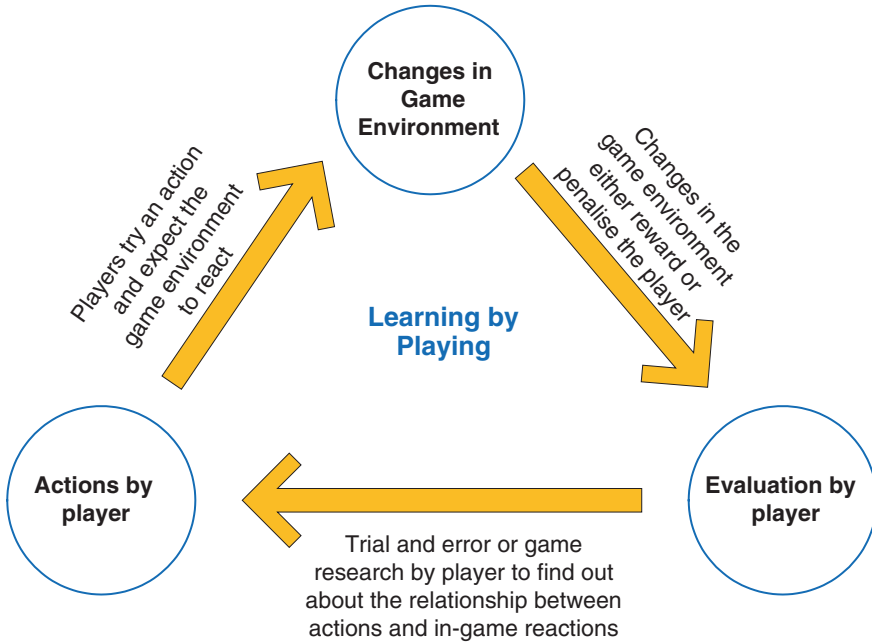 Changes in
Game
Environment
Players try an action
and expect the
game environment
to react
Changes in the
game environment
either reward or
penalise the player
Learning by
Playing
Actions by
player
Evaluation by
player
Trial and error or game
research by player to find out
about the relationship between
actions and in-game reactions